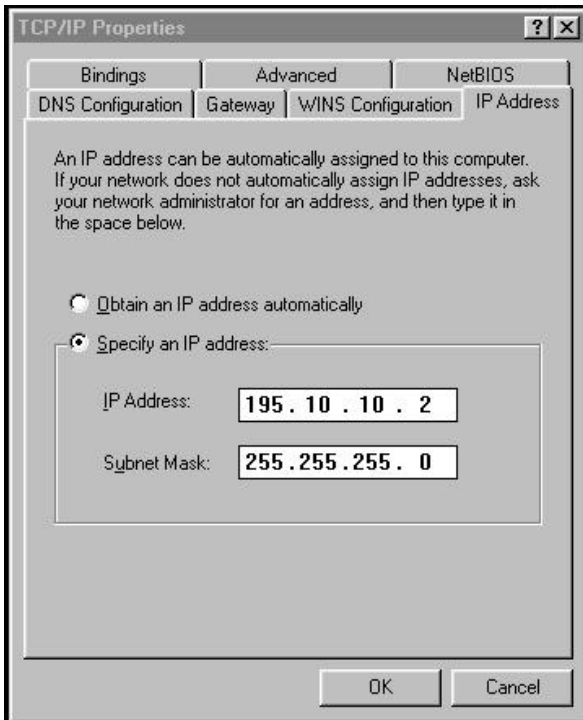 TCP/IP Properties
? X
Bindings Advanced NetBIOS
DNS Configuration Gateway WINS Configuration IP Address
An IP address can be automatically assigned to this computer.
If your network does not automatically assign IP addresses, ask
your network administrator for an address, and then type it in
the space below.
Obtain an IP address automatically
Specify an IP address:
IP Address: 195 . 10 . 10 . 2
Subnet Mask: 255 . 255 . 255 . 0
OK Cancel